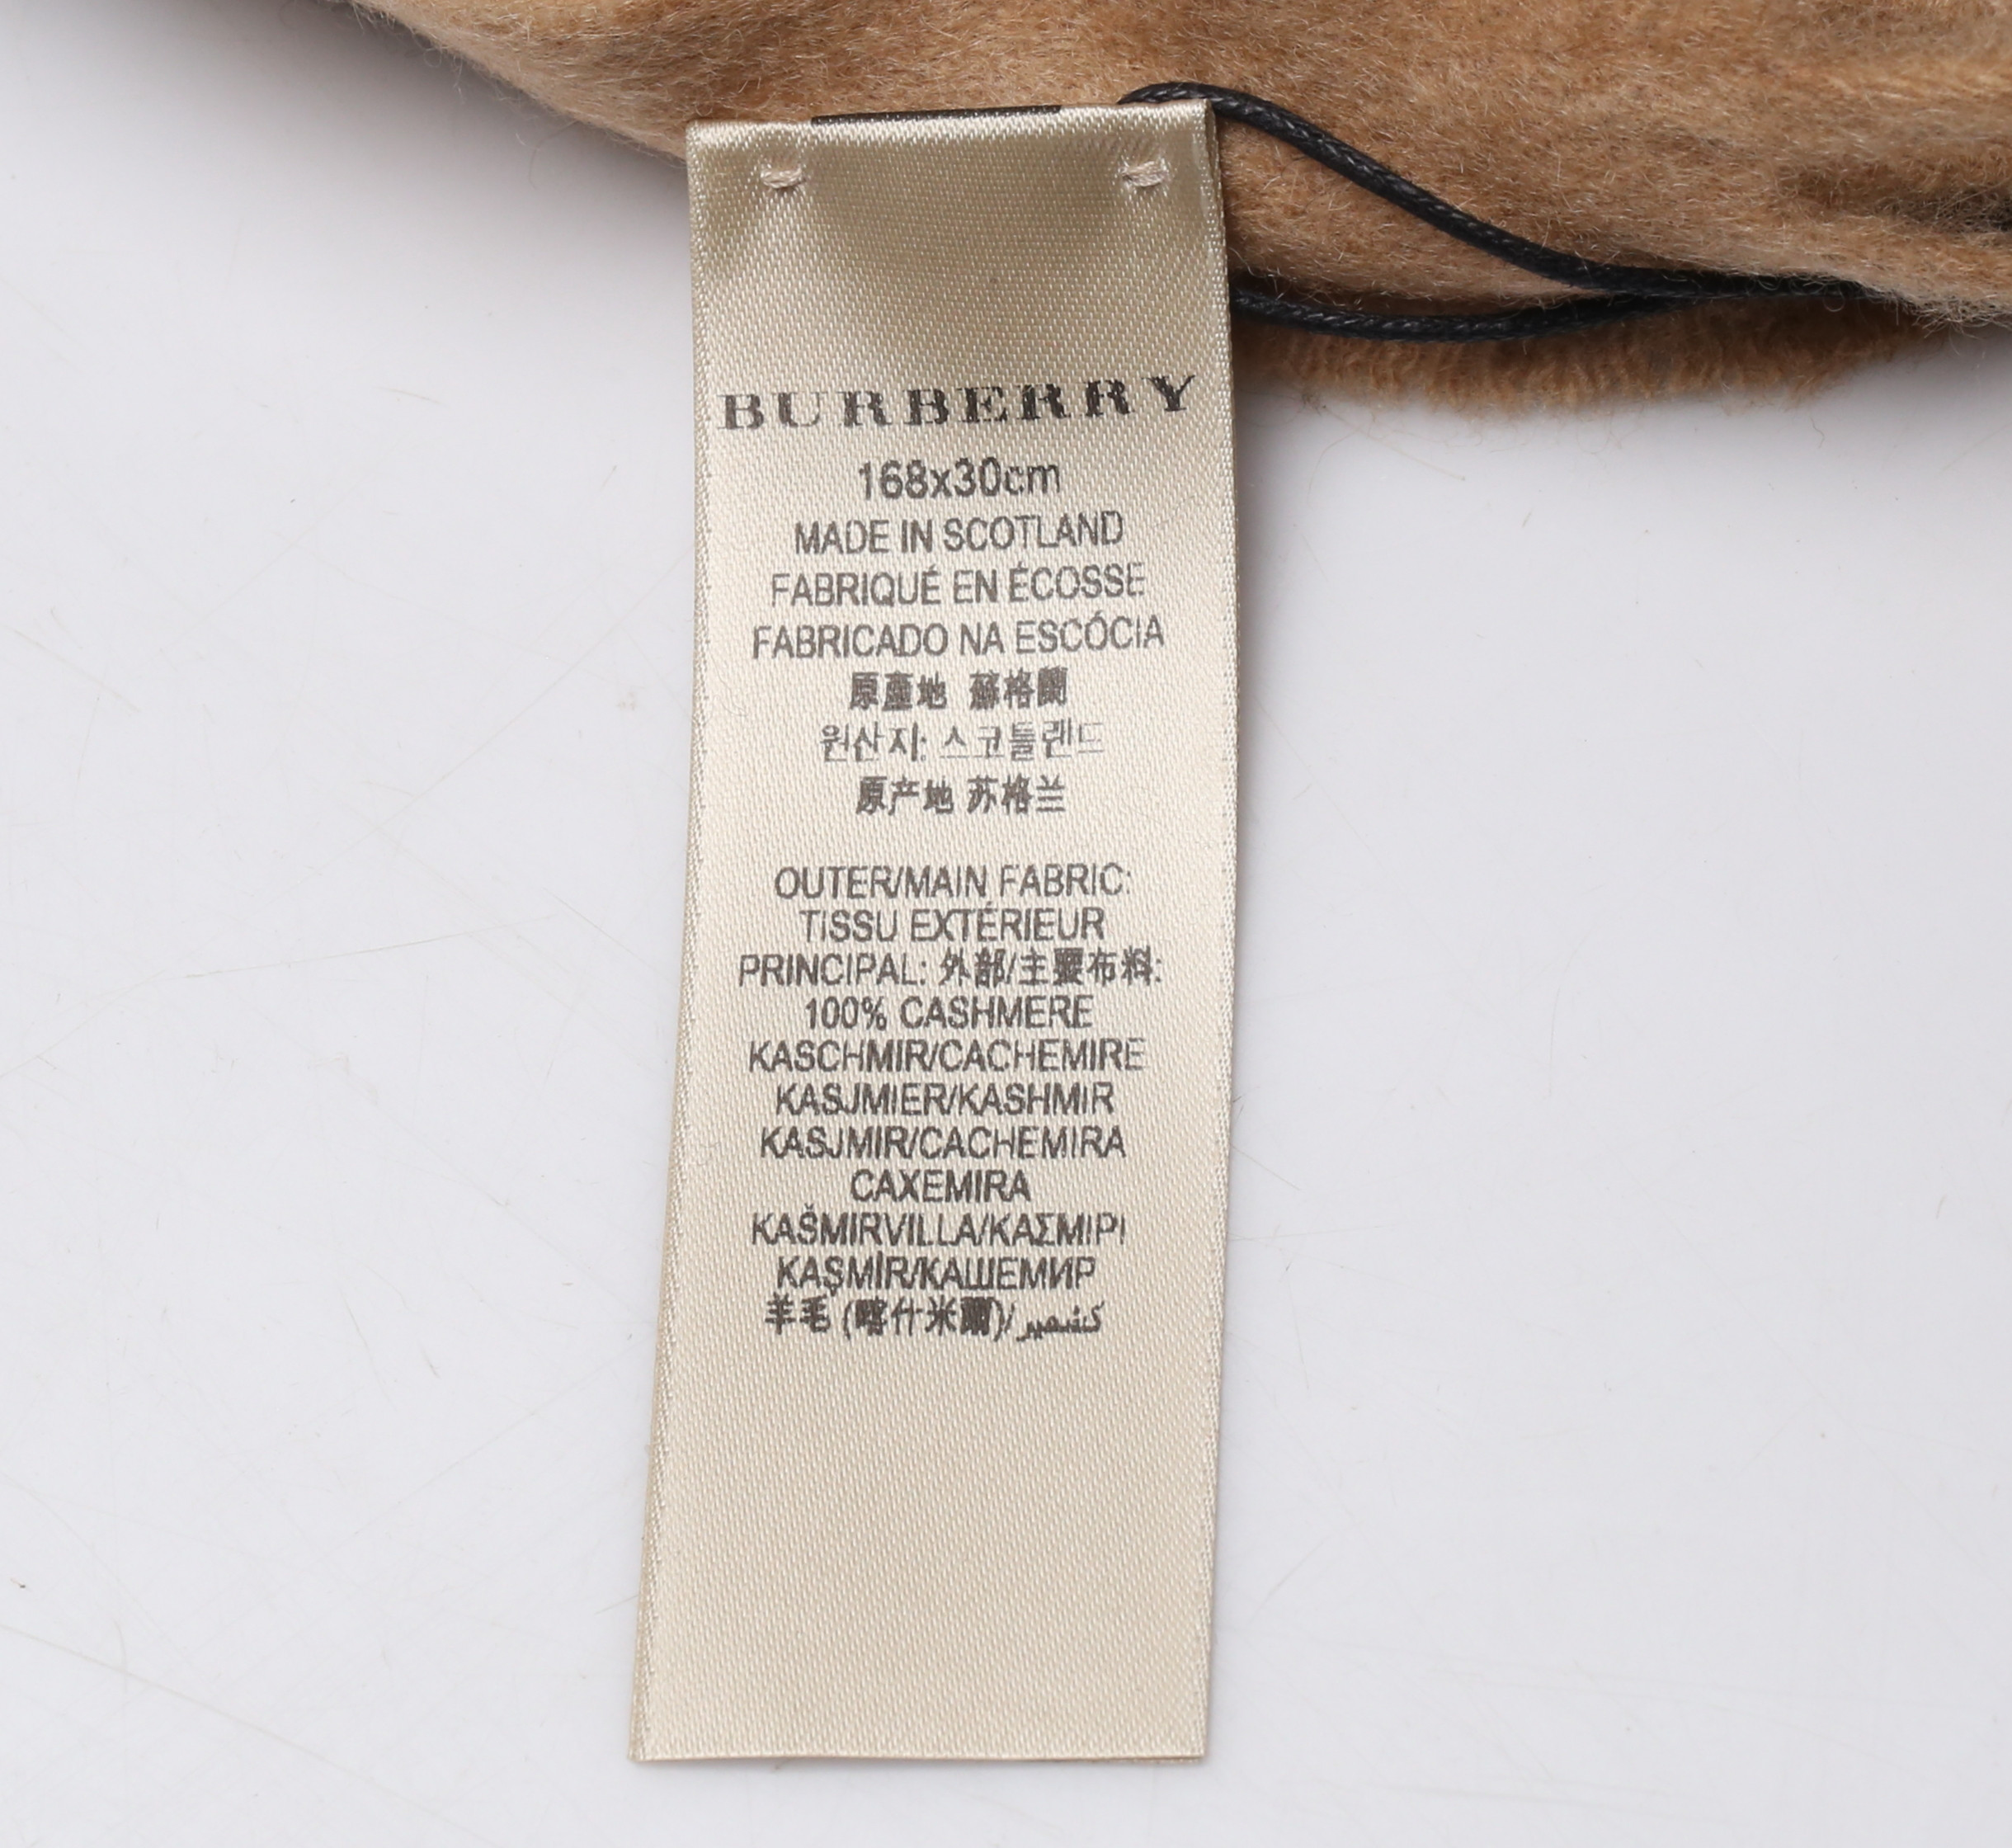 BURBERRY
168x30cm
MADE IN SCOTLAND
FABRIQUÉ EN ÉCOSSE
FABRICADO NA ESCÓCIA
原產地 蘇格蘭
원산지: 스코틀랜드
原产地 苏格兰
OUTER/MAIN FABRIC:
TISSU EXTÉRIEUR
PRINCIPAL: 外部/主要布料:
100% CASHMERE
KASCHMIR/CACHEMIRE
KASJMIER/KASHMIR
KASJMIR/CACHEMIRA
CAXEMIRA
KAŠMIRVILLA/ΚΑΣΜΙΡΙ
KAŞMİR/КАШЕМИР
羊毛 (喀什米爾)/كشمير